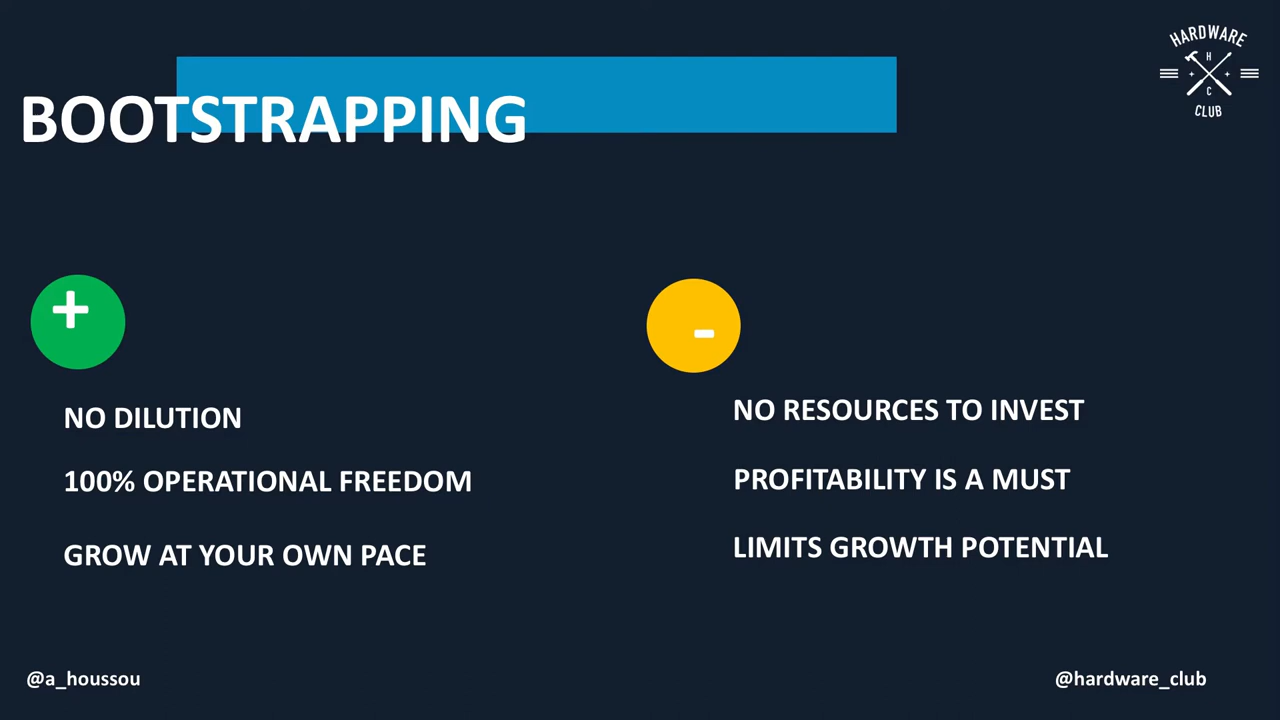 HARDWARE
H
C
CLUB
BOOTSTRAPPING
+
-
NO DILUTION
100% OPERATIONAL FREEDOM
GROW AT YOUR OWN PACE
NO RESOURCES TO INVEST
PROFITABILITY IS A MUST
LIMITS GROWTH POTENTIAL
@a_houssou
@hardware_club